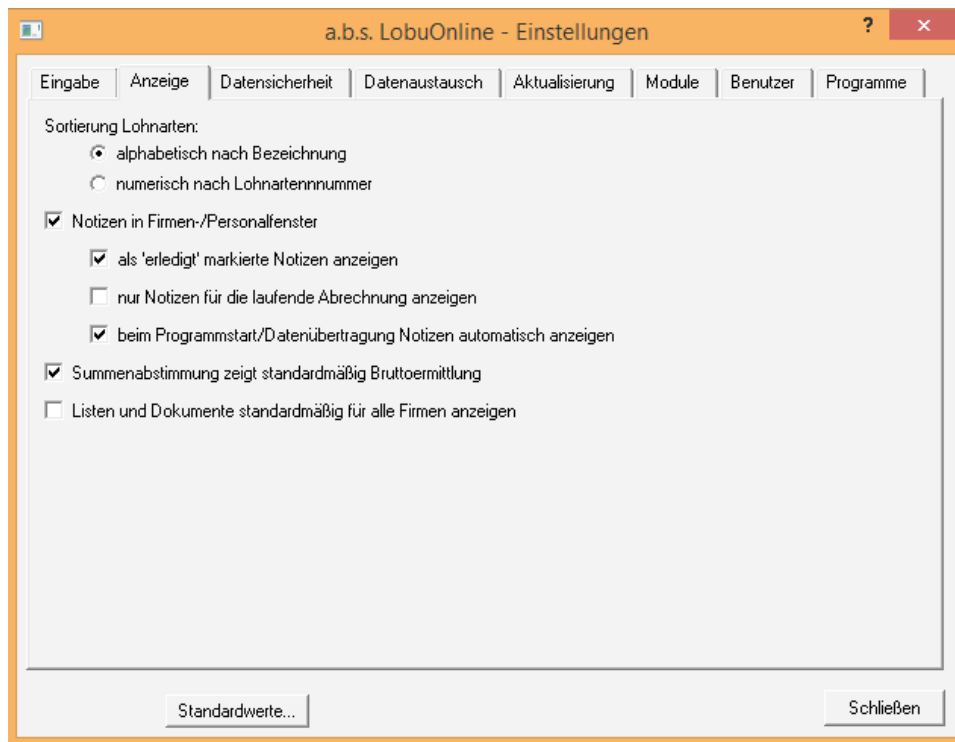 a.b.s. LobuOnline - Einstellungen
?
Eingabe Anzeige Datensicherheit Datenaustausch Aktualisierung Module Benutzer Programme
Sortierung Lohnarten:
alphabetisch nach Bezeichnung
numerisch nach Lohnartennnummer
Notizen in Firmen-/Personalfenster
als 'erledigt' markierte Notizen anzeigen
nur Notizen für die laufende Abrechnung anzeigen
beim Programmstart/Datenübertragung Notizen automatisch anzeigen
Summenabstimmung zeigt standardmäßig Bruttoermittlung
Listen und Dokumente standardmäßig für alle Firmen anzeigen
Standardwerte... Schließen